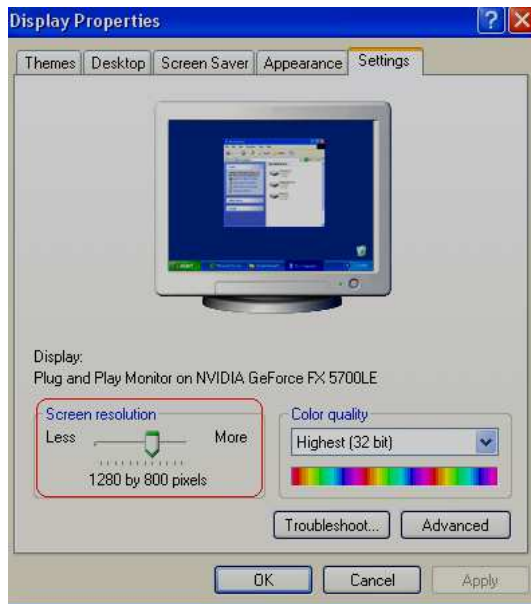 Display Properties
Themes Desktop Screen Saver Appearance Settings
Display:
Plug and Play Monitor on NVIDIA GeForce FX 5700LE
Screen resolution
Less More
1280 by 800 pixels
Color quality
Highest (32 bit)
Troubleshoot... Advanced
OK Cancel Apply